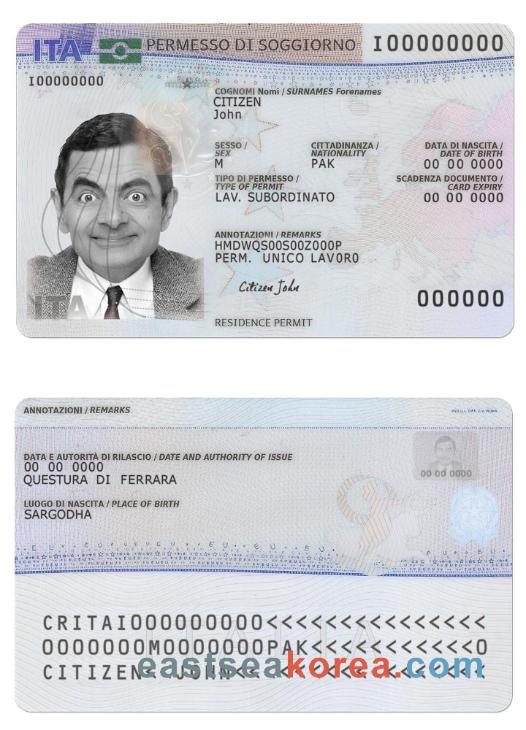 ITA PERMESSO DI SOGGIORNO I00000000
I00000000
COGNOMI Nomi / SURNAMES Forenames
CITIZEN
John
SESSO / CITTADINANZA / DATA DI NASCITA /
SEX NATIONALITY DATE OF BIRTH
M PAK 00 00 0000
TIPO DI PERMESSO / SCADENZA DOCUMENTO /
TYPE OF PERMIT CARD EXPIRY
LAV. SUBORDINATO 00 00 0000
ANNOTAZIONI / REMARKS
HMDWQS00S00Z000P
PERM. UNICO LAVORO
Citizen John
ITA
000000
RESIDENCE PERMIT
ANNOTAZIONI / REMARKS
DATA E AUTORITÀ DI RILASCIO / DATE AND AUTHORITY OF ISSUE
00 00 0000
QUESTURA DI FERRARA
00 00 0000
LUOGO DI NASCITA / PLACE OF BIRTH
SARGODHA
CRITAI000000000<<<<<<<<<<<<<<<
0000000M0000000PAK<<<<<<<<<<<0
CITIZEN<<JOHN<<<<<<<<<<<<<<<<<
eastseakorea.com